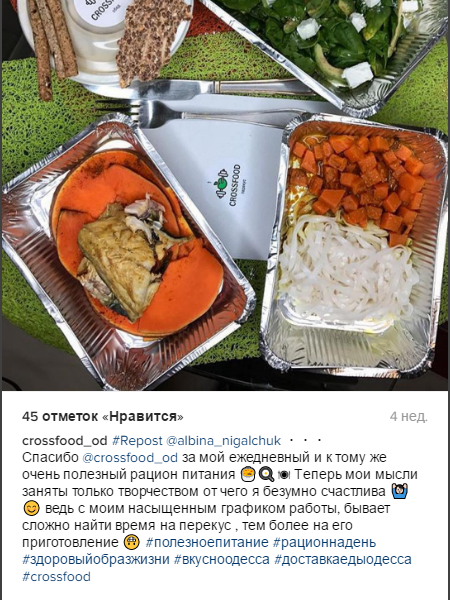 CROSSFOOD
CROSSFOOD
45 отметок «Нравится»
4 нед.
crossfood_od #Repost @albina_nigalchuk ・・・
Спасибо @crossfood_od за мой ежедневный и к тому же
очень полезный рацион питания 🍲🍳🍽 Теперь мои мысли
заняты только творчеством от чего я безумно счастлива 🙆
😊 ведь с моим насыщенным графиком работы, бывает
сложно найти время на перекус , тем более на его
приготовление 😤 #полезноепитание #рационнадень
#здоровыйобразжизни #вкусноодесса #доставкаедыодесса
#crossfood